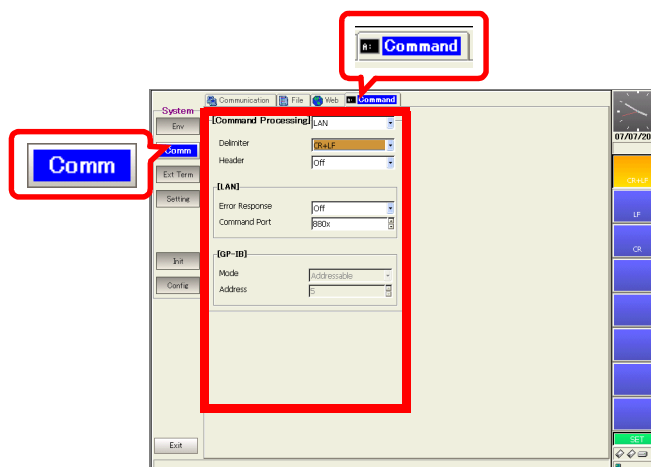 A: Command
Communication File Web A: Command
System
Env
Comm
Comm
Ext Term
Setting
Init
Config
Exit
[Command Processing] LAN
Delimiter CR+LF
Header Off
[LAN]
Error Response Off
Command Port 880x
[GP-IB]
Mode Addressable
Address 5
07/07/20
CR+LF
LF
CR
SET